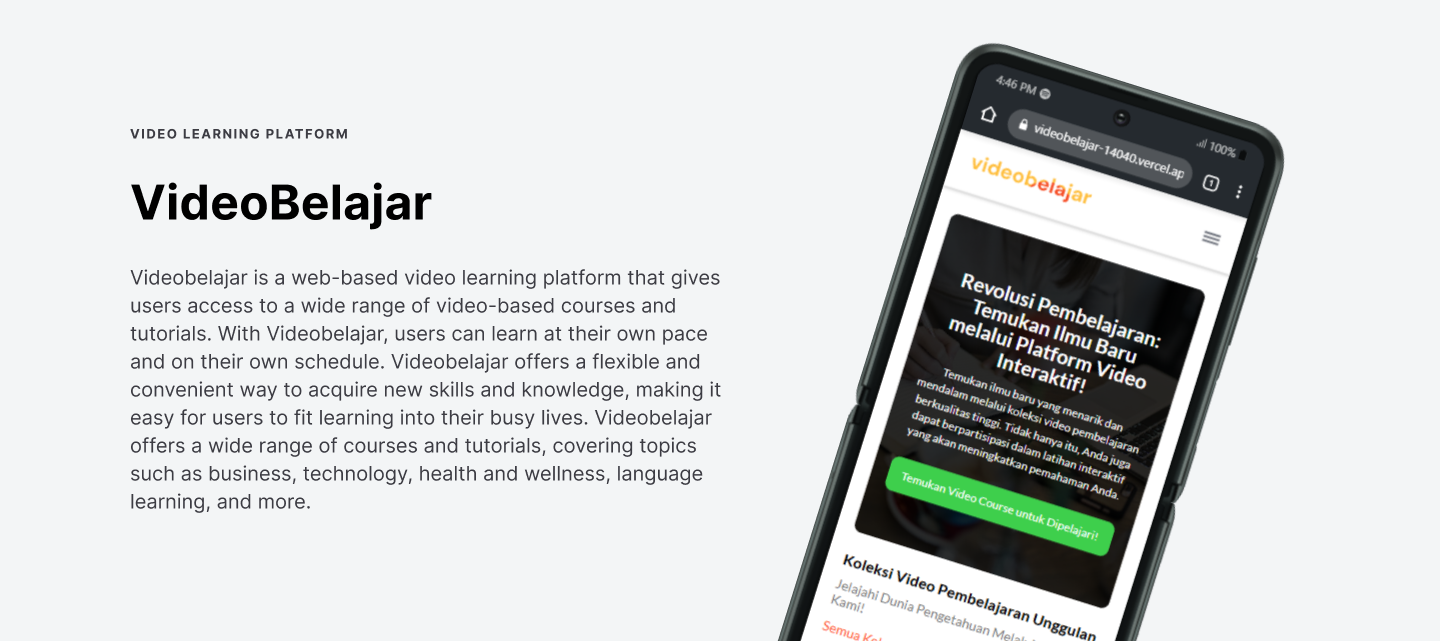 VIDEO LEARNING PLATFORM
VideoBelajar
Videobelajar is a web-based video learning platform that gives
users access to a wide range of video-based courses and
tutorials. With Videobelajar, users can learn at their own pace
and on their own schedule. Videobelajar offers a flexible and
convenient way to acquire new skills and knowledge, making it
easy for users to fit learning into their busy lives. Videobelajar
offers a wide range of courses and tutorials, covering topics
such as business, technology, health and wellness, language
learning, and more.
4:46 PM
100%
videobelajar-14040.vercel.ap
1
videobelajar
Revolusi Pembelajaran:
Temukan Ilmu Baru
melalui Platform Video
Interaktif!
Temukan ilmu baru yang menarik dan
mendalam melalui koleksi video pembelajaran
berkualitas tinggi. Tidak hanya itu, Anda juga
dapat berpartisipasi dalam latihan interaktif
yang akan meningkatkan pemahaman Anda.
Temukan Video Course untuk Dipelajari!
Koleksi Video Pembelajaran Unggulan
Jelajahi Dunia Pengetahuan
Kami!
Semua